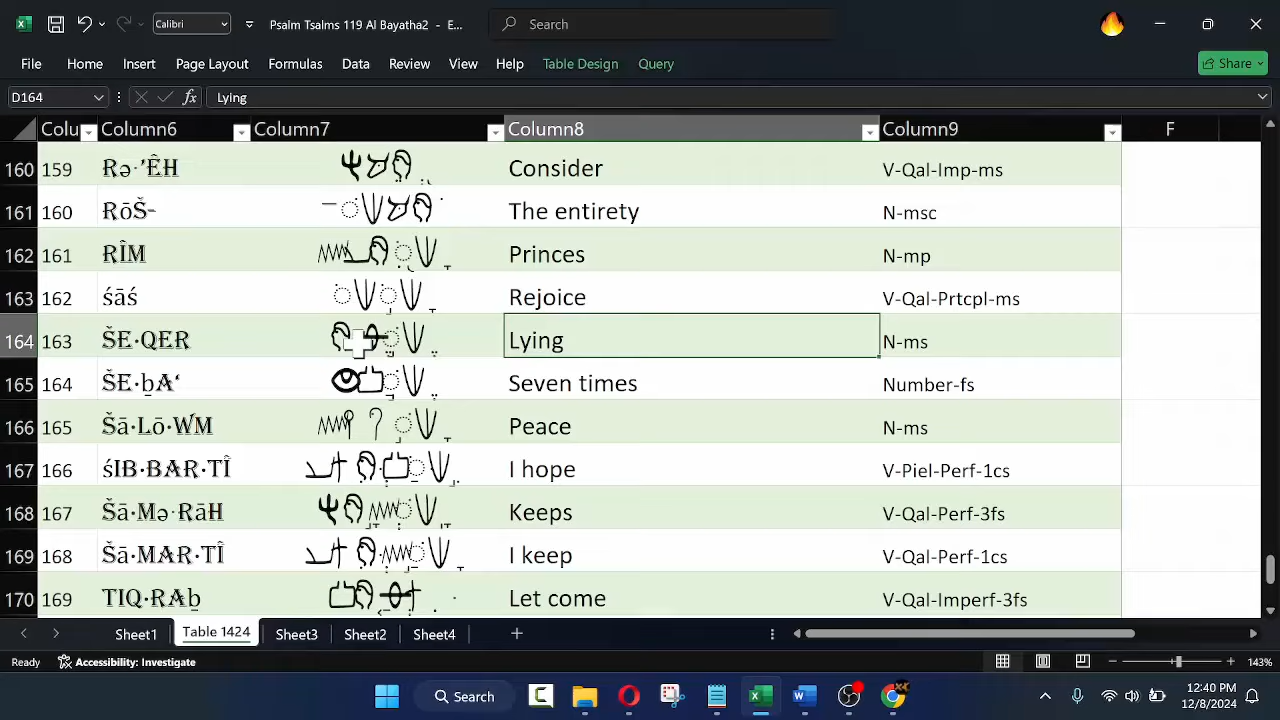 Calibri
Psalm Tsalms 119 Al Bayatha2 - E...
Search
File Home Insert Page Layout Formulas Data Review View Help Table Design Query Share
D164 fx Lying
Colu Column6 Column7 Column8 Column9 F
160 159 Rə·’ÊH Consider V-Qal-Imp-ms
161 160 RōŠ- The entirety N-msc
162 161 RÎM Princes N-mp
163 162 śāś Rejoice V-Qal-Prtcpl-ms
164 163 ŠE·QER Lying N-ms
165 164 ŠE·ḇA‘ Seven times Number-fs
166 165 Šā·Lō·WM Peace N-ms
167 166 śIB·BAR·TÎ I hope V-Piel-Perf-1cs
168 167 Šā·Mə·RāH Keeps V-Qal-Perf-3fs
169 168 Šā·MAR·TÎ I keep V-Qal-Perf-1cs
170 169 TIQ·RAḇ Let come V-Qal-Imperf-3fs
Sheet1 Table 1424 Sheet3 Sheet2 Sheet4
Ready Accessibility: Investigate 143%
Search 12:40 PM
12/8/2024